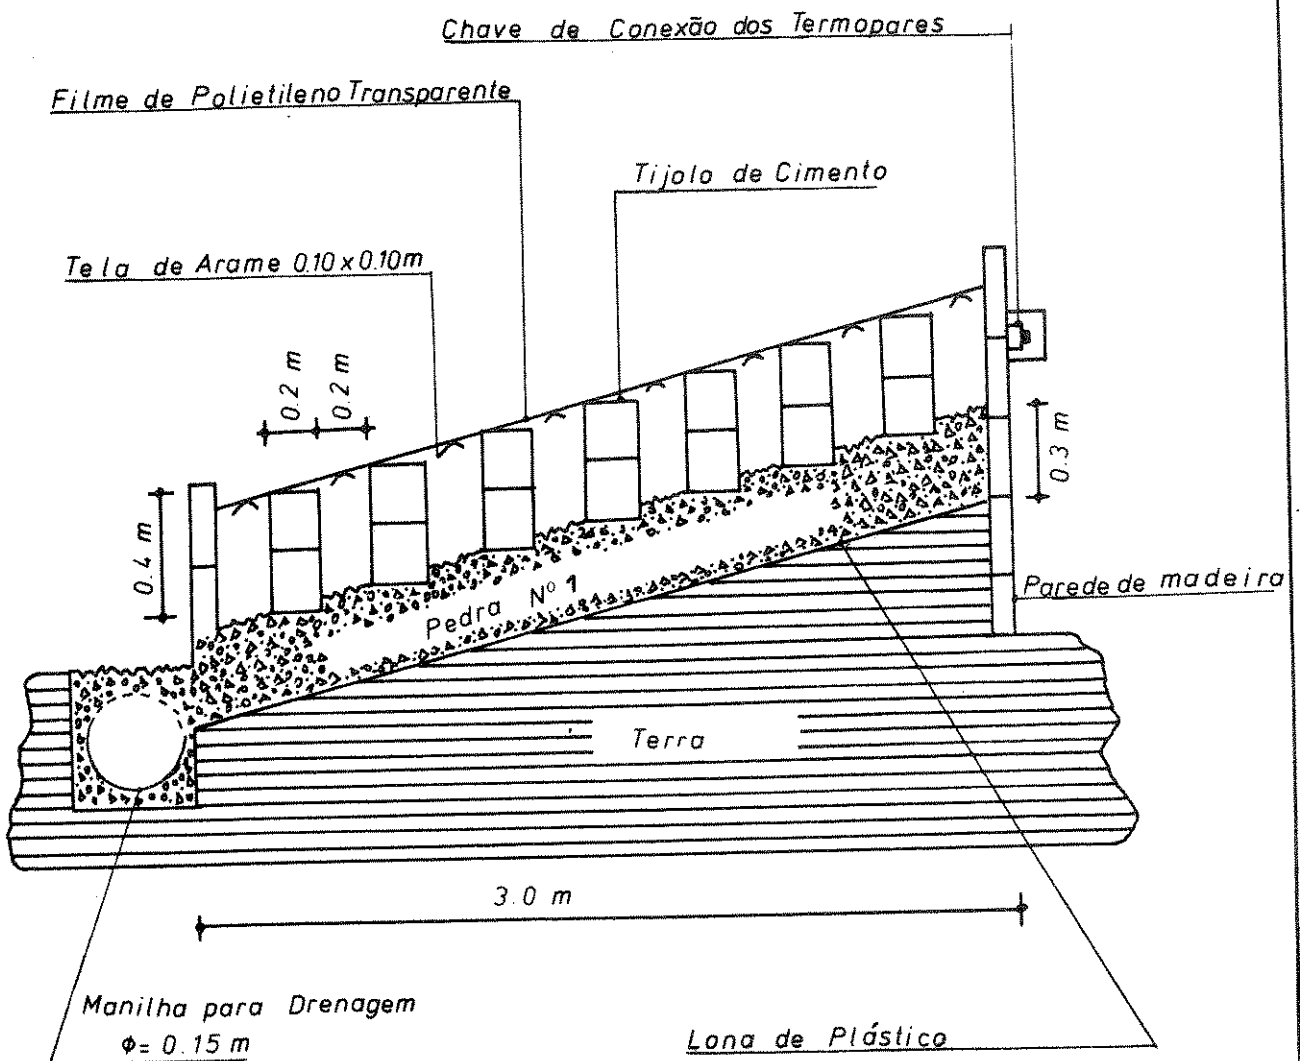 Chave de Conexão dos Termopares
Filme de Polietileno Transparente
Tijolo de Cimento
Tela de Arame 0.10 x 0.10m
0.2 m
0.2 m
0.4 m
0.3 m
Pedra Nº 1
Parede de madeira
Terra
3.0 m
Manilha para Drenagem
φ= 0.15 m
Lona de Plástico